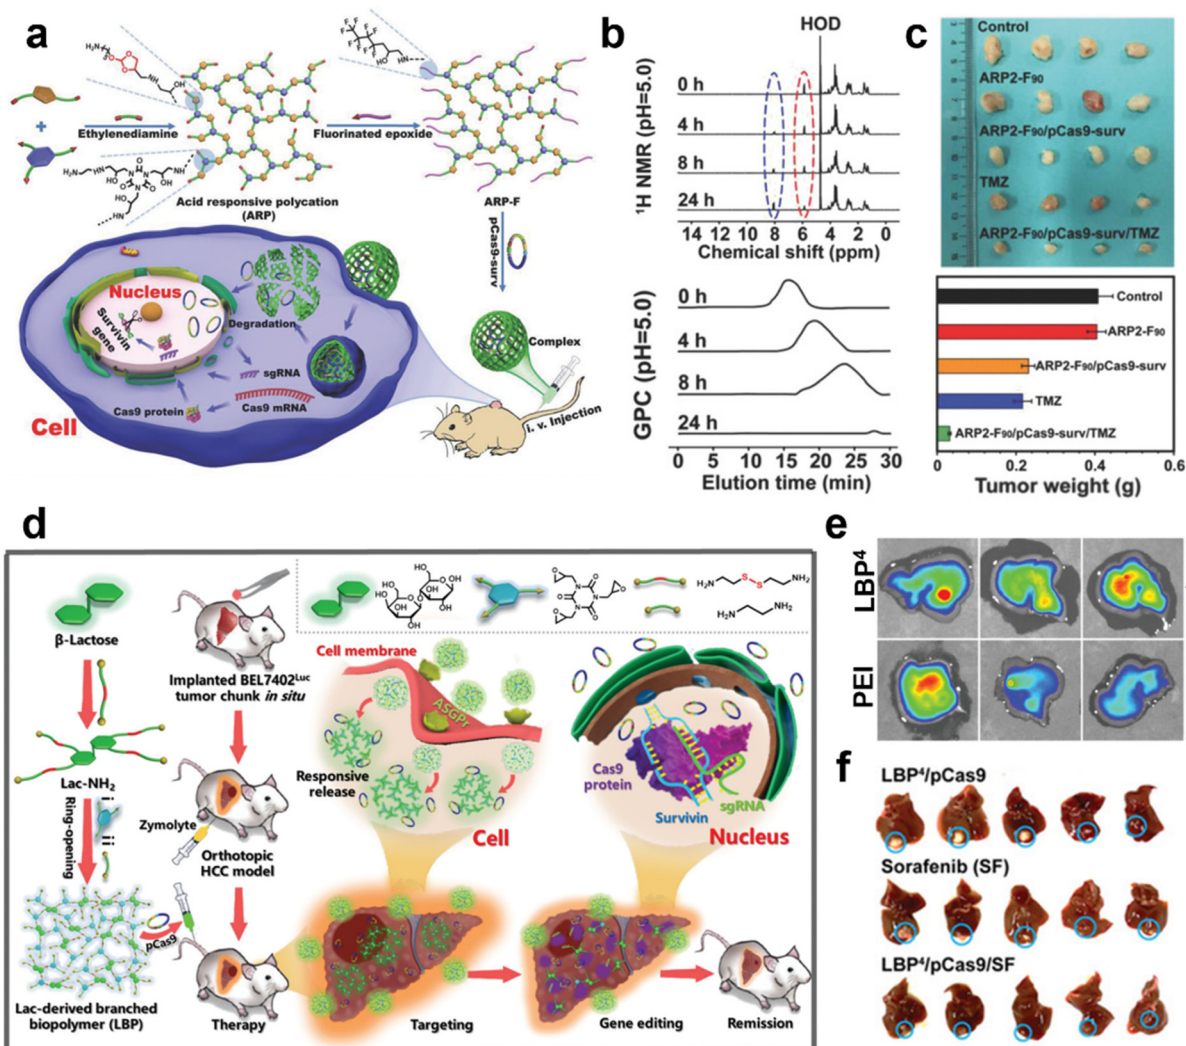 a
+
Ethylenediamine
Fluorinated epoxide
Acid responsive polycation
(ARP)
ARP-F
pCas9-surv
Nucleus
Survivin
gene
Degradation
sgRNA
Cas9 protein
Cas9 mRNA
Cell
Complex
i. v. Injection
b
HOD
¹H NMR (pH=5.0)
0 h
4 h
8 h
24 h
14 12 10 8 6 4 2 0
Chemical shift (ppm)
GPC (pH=5.0)
0 h
4 h
8 h
24 h
0 5 10 15 20 25 30
Elution time (min)
c
Control
ARP2-F90
ARP2-F90/pCas9-surv
TMZ
ARP2-F90/pCas9-surv/TMZ
Control
ARP2-F90
ARP2-F90/pCas9-surv
TMZ
ARP2-F90/pCas9-surv/TMZ
0 0.2 0.4 0.6
Tumor weight (g)
d
β-Lactose
Lac-NH₂
Ring-opening
i
ii
pCas9
Lac-derived branched
biopolymer (LBP)
Implanted BEL7402Luc
tumor chunk in situ
Zymolyte
Orthotopic
HCC model
Therapy
Cell membrane
ASGPr
Responsive
release
Cell
Cas9
protein
Survivin
sgRNA
Nucleus
Targeting
Gene editing
Remission
e
LBP⁴
PEI
f
LBP⁴/pCas9
Sorafenib (SF)
LBP⁴/pCas9/SF